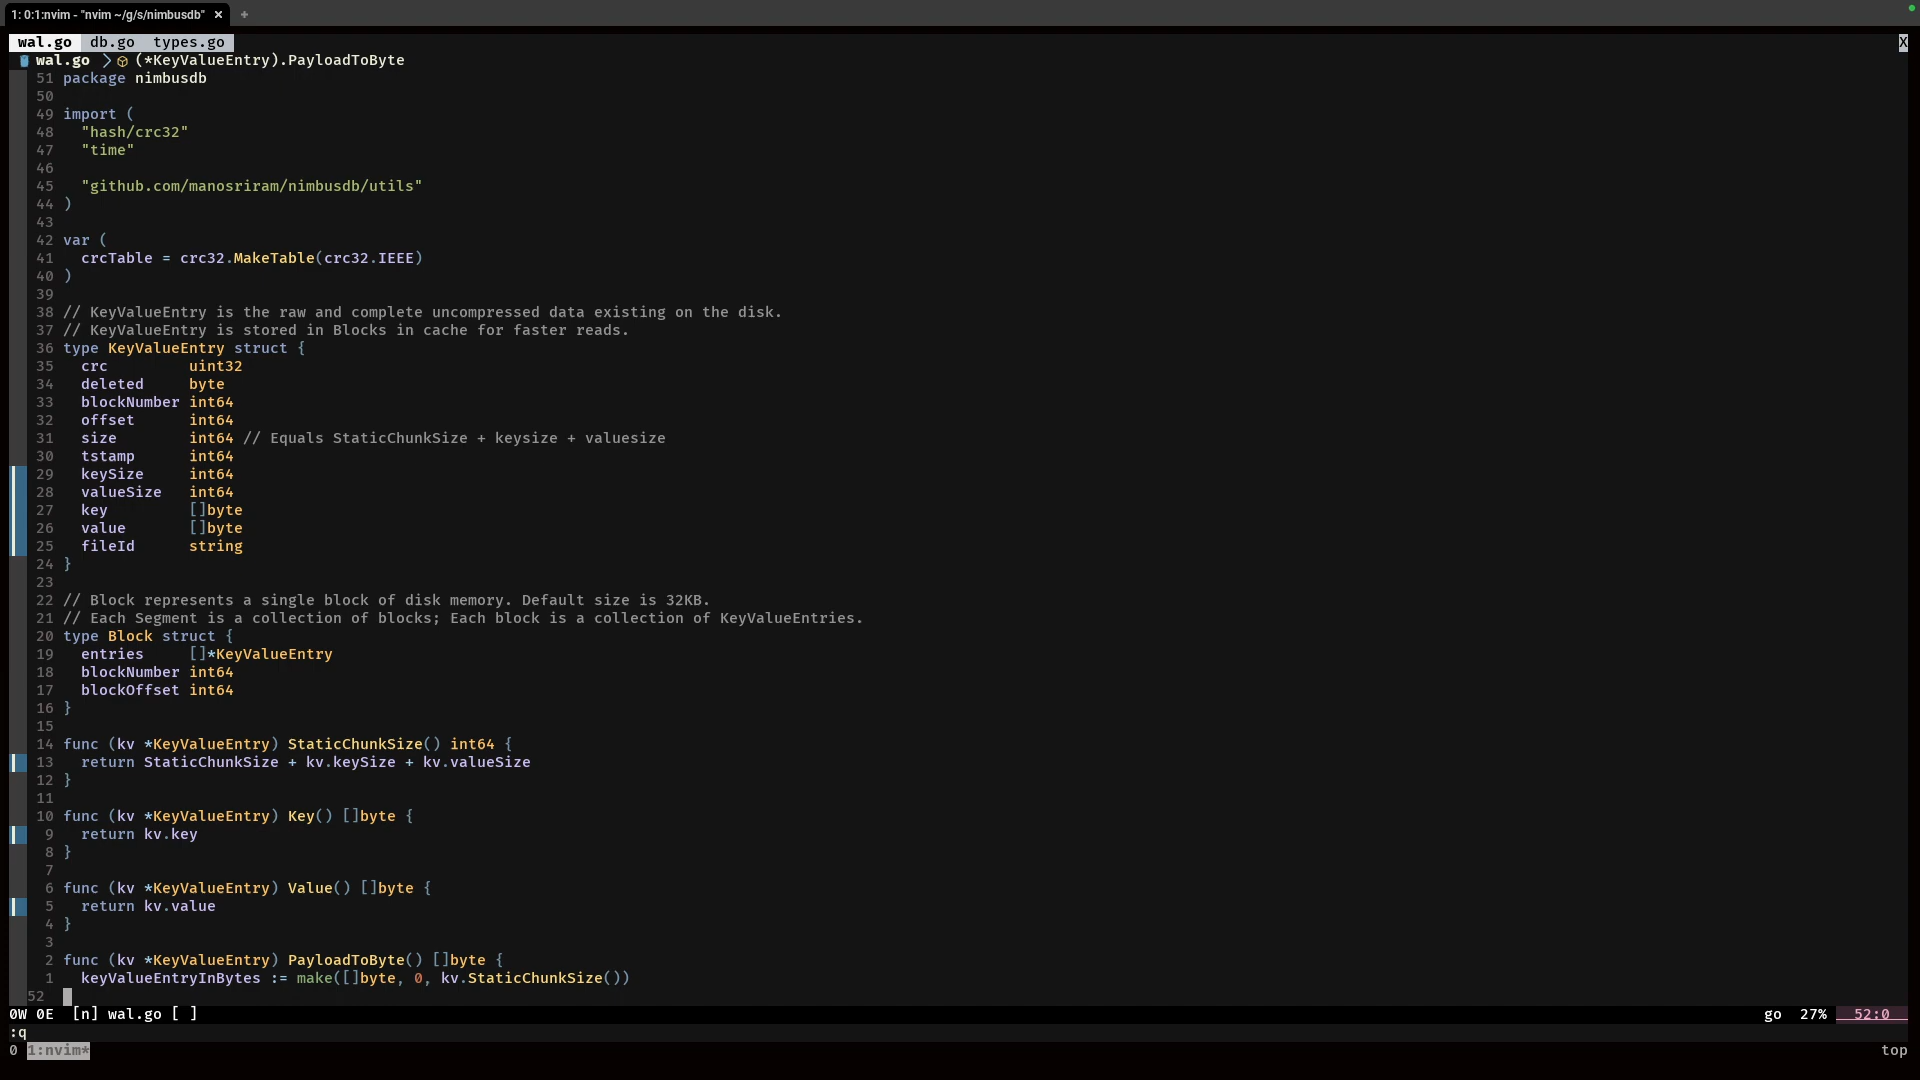 1: 0:1:nvim - "nvim ~/g/s/nimbusdb" × +
wal.go db.go types.go X
wal.go (*KeyValueEntry).PayloadToByte
51 package nimbusdb
50
49 import (
48 "hash/crc32"
47 "time"
46
45 "github.com/manosriram/nimbusdb/utils"
44 )
43
42 var (
41 crcTable = crc32.MakeTable(crc32.IEEE)
40 )
39
38 // KeyValueEntry is the raw and complete uncompressed data existing on the disk.
37 // KeyValueEntry is stored in Blocks in cache for faster reads.
36 type KeyValueEntry struct {
35 crc uint32
34 deleted byte
33 blockNumber int64
32 offset int64
31 size int64 // Equals StaticChunkSize + keysize + valuesize
30 tstamp int64
29 keySize int64
28 valueSize int64
27 key []byte
26 value []byte
25 fileId string
24 }
23
22 // Block represents a single block of disk memory. Default size is 32KB.
21 // Each Segment is a collection of blocks; Each block is a collection of KeyValueEntries.
20 type Block struct {
19 entries []*KeyValueEntry
18 blockNumber int64
17 blockOffset int64
16 }
15
14 func (kv *KeyValueEntry) StaticChunkSize() int64 {
13 return StaticChunkSize + kv.keySize + kv.valueSize
12 }
11
10 func (kv *KeyValueEntry) Key() []byte {
9 return kv.key
8 }
7
6 func (kv *KeyValueEntry) Value() []byte {
5 return kv.value
4 }
3
2 func (kv *KeyValueEntry) PayloadToByte() []byte {
1 keyValueEntryInBytes := make([]byte, 0, kv.StaticChunkSize())
52
0W 0E [n] wal.go [ ] go 27% 52:0
:q
0 1:nvim* top